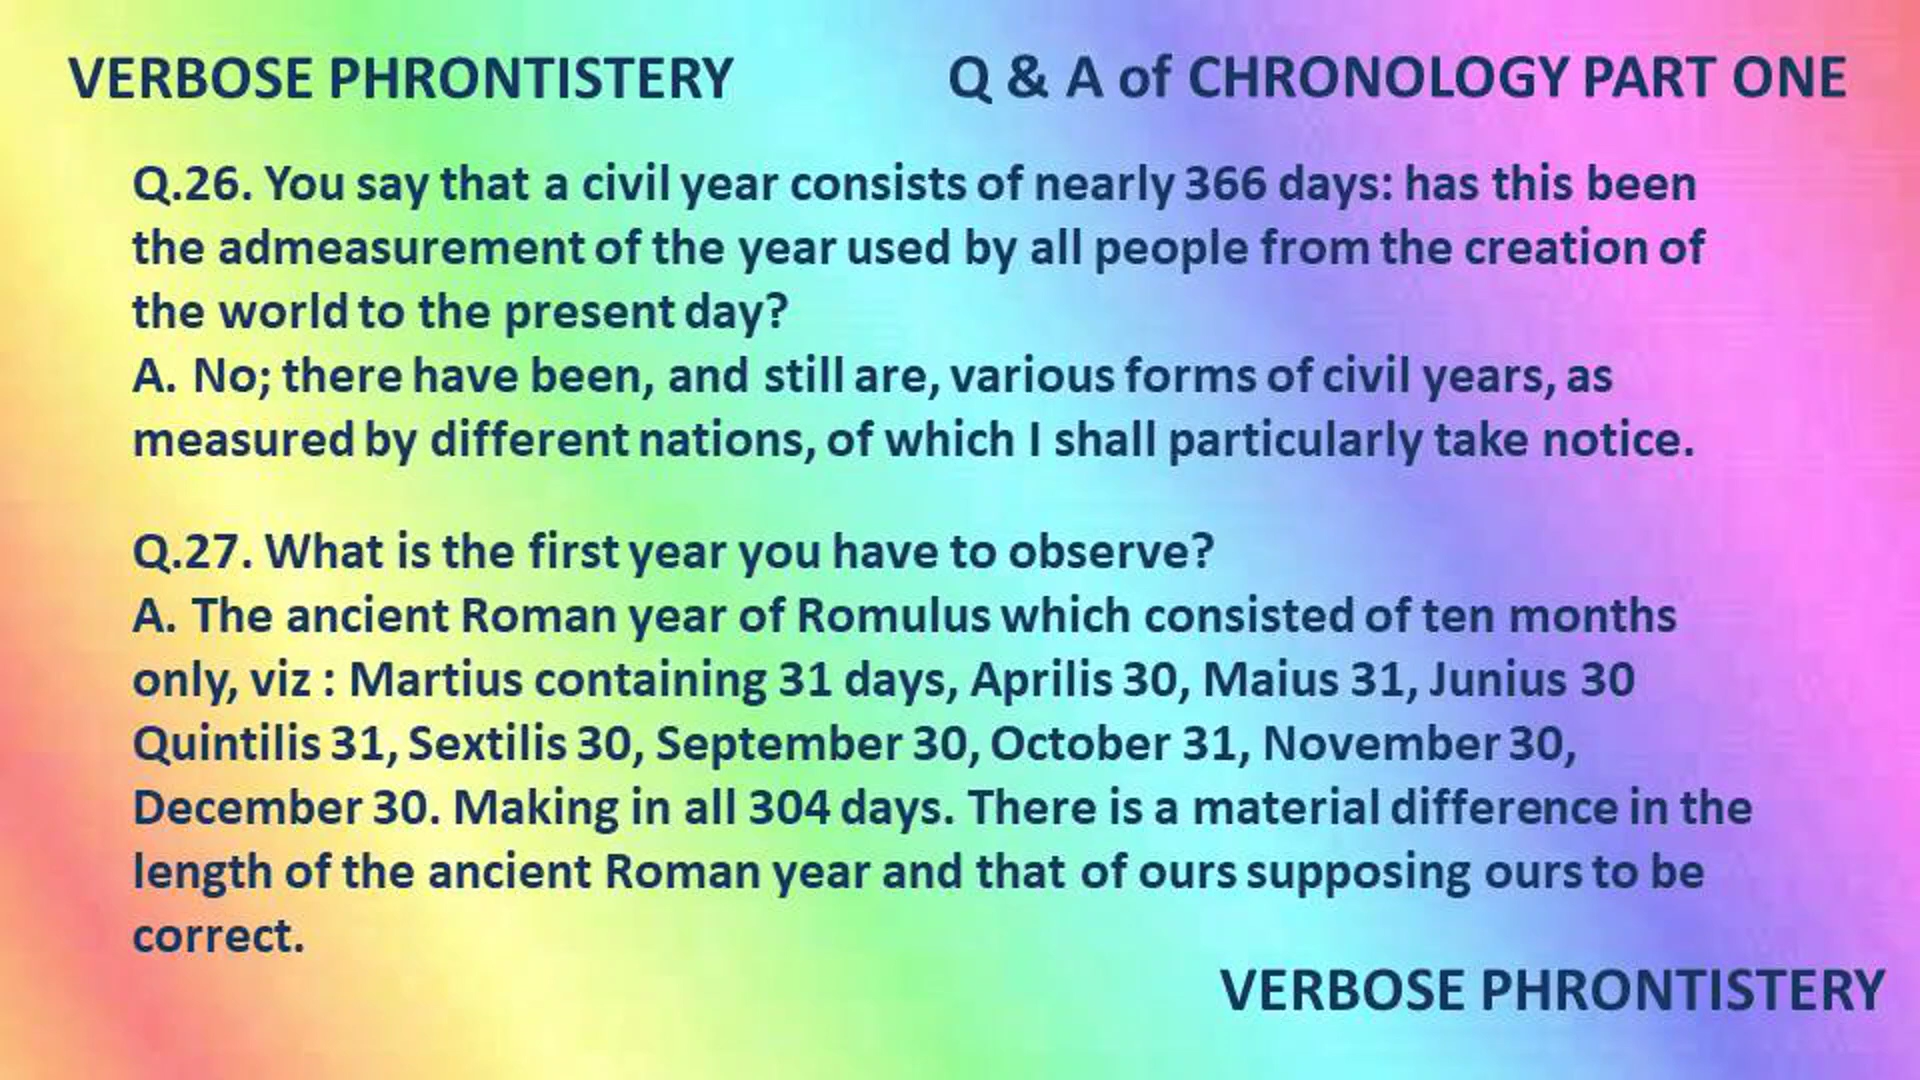 VERBOSE PHRONTISTERY
Q & A of CHRONOLOGY PART ONE
Q.26. You say that a civil year consists of nearly 366 days: has this been
the admeasurement of the year used by all people from the creation of
the world to the present day?
A. No; there have been, and still are, various forms of civil years, as
measured by different nations, of which I shall particularly take notice.
Q.27. What is the first year you have to observe?
A. The ancient Roman year of Romulus which consisted of ten months
only, viz : Martius containing 31 days, Aprilis 30, Maius 31, Junius 30
Quintilis 31, Sextilis 30, September 30, October 31, November 30,
December 30. Making in all 304 days. There is a material difference in the
length of the ancient Roman year and that of ours supposing ours to be
correct.
VERBOSE PHRONTISTERY